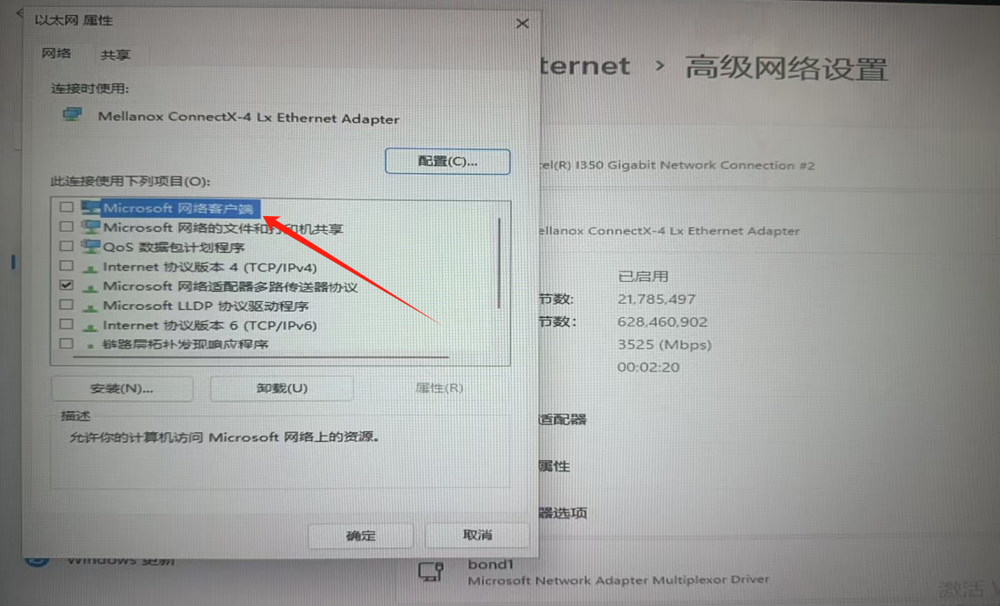 以太网 属性
网络
共享
连接时使用:
Mellanox ConnectX-4 Lx Ethernet Adapter
配置(C)...
此连接使用下列项目(O):
Microsoft 网络客户端
Microsoft 网络的文件和打印机共享
QoS 数据包计划程序
Internet 协议版本 4 (TCP/IPv4)
Microsoft 网络适配器多路传送器协议
Microsoft LLDP 协议驱动程序
Internet 协议版本 6 (TCP/IPv6)
链路层拓扑发现响应程序
安装(N)...
卸载(U)
属性(R)
描述
允许你的计算机访问 Microsoft 网络上的资源。
确定
取消
ternet › 高级网络设置
el(R) I350 Gigabit Network Connection #2
ellanox ConnectX-4 Lx Ethernet Adapter
已启用
节数: 21,785,497
节数: 628,460,902
3525 (Mbps)
00:02:20
适配器
属性
器选项
Windows 更新
bond1
Microsoft Network Adapter Multiplexor Driver
激活